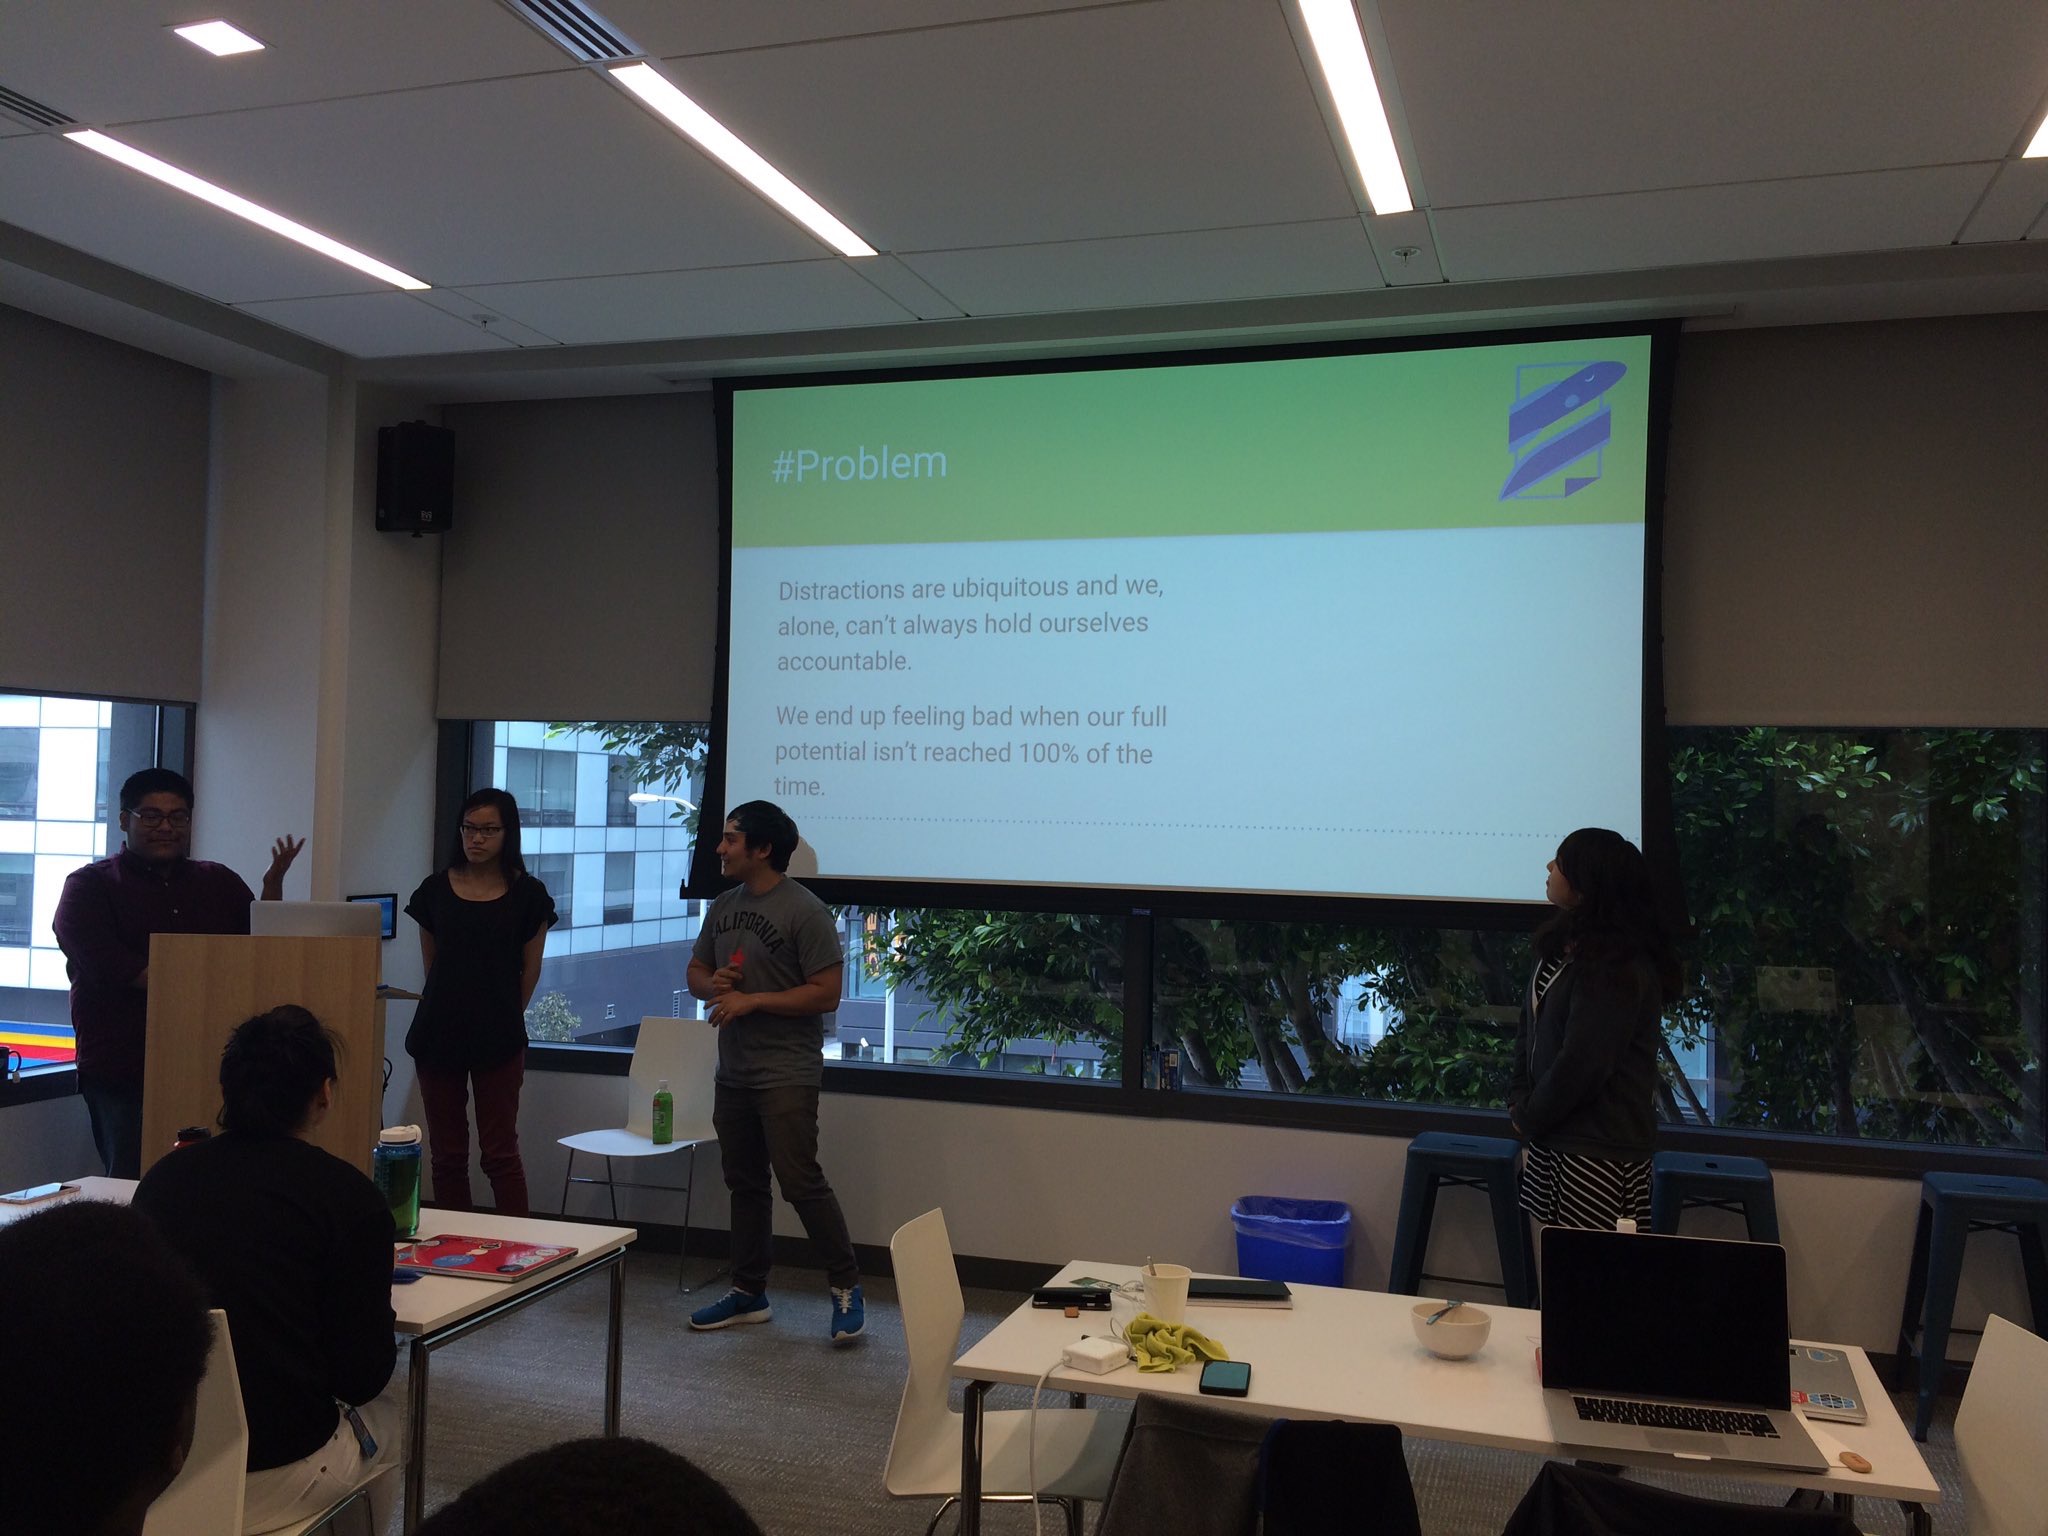 #Problem
Distractions are ubiquitous and we,
alone, can't always hold ourselves
accountable.
We end up feeling bad when our full
potential isn't reached 100% of the
time.
ALIFORNIA